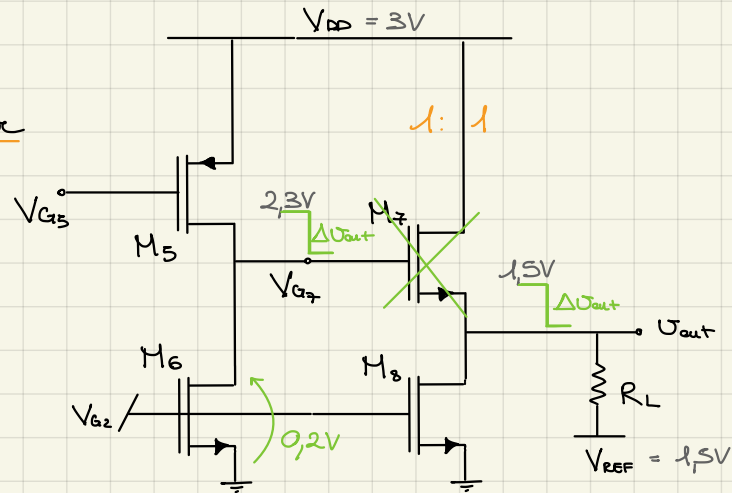 VDD = 3V
1: 1
VG5
M5
2,3V
ΔVout
VG7
M7
1,5V
ΔVout
Vout
M6
M8
VG2
0,2V
RL
VREF = 1,5V